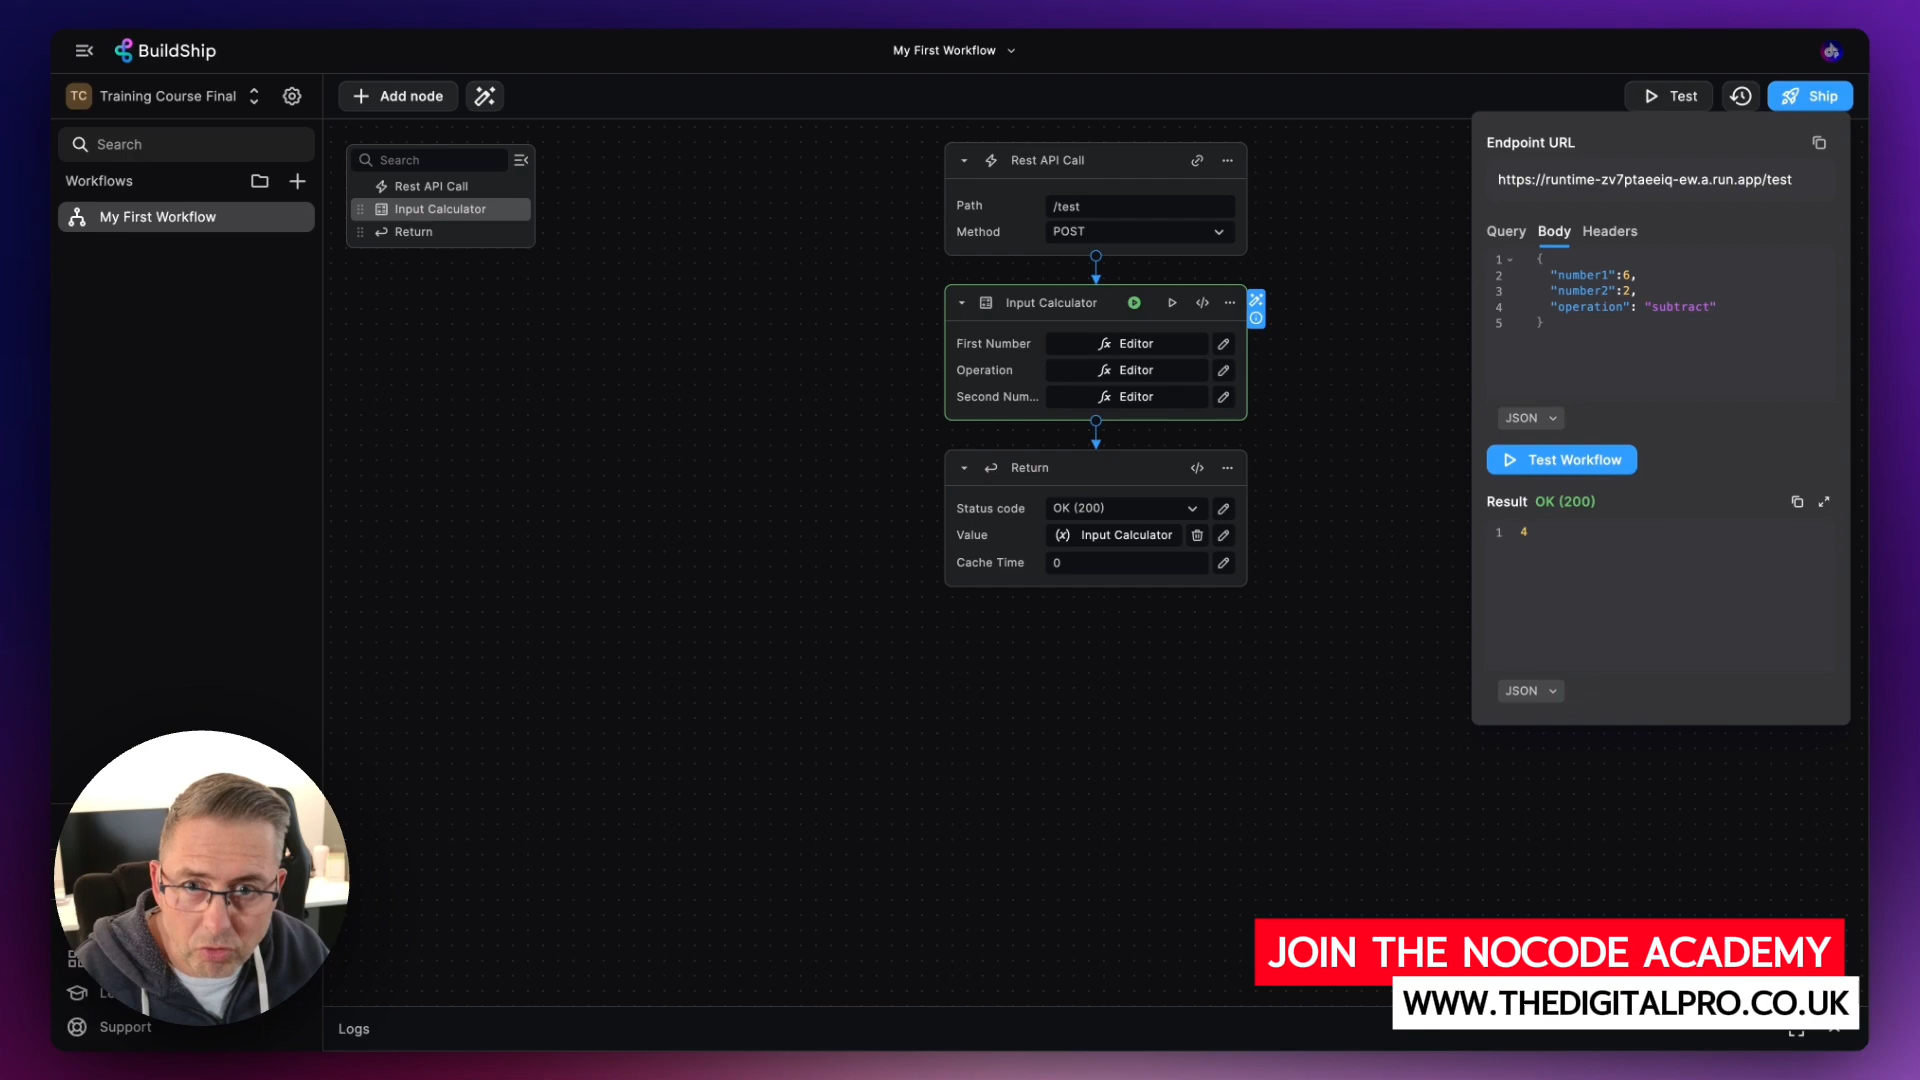 BuildShip
My First Workflow
TC Training Course Final
Add node
Test
Ship
Search
Workflows
My First Workflow
Search
Rest API Call
Input Calculator
Return
Rest API Call
Path /test
Method POST
Input Calculator
First Number fx Editor
Operation fx Editor
Second Num... fx Editor
Return
Status code OK (200)
Value (x) Input Calculator
Cache Time 0
Endpoint URL
https://runtime-zv7ptaeeiq-ew.a.run.app/test
Query Body Headers
1 {
2 "number1":6,
3 "number2":2,
4 "operation": "subtract"
5 }
JSON
Test Workflow
Result OK (200)
1 4
JSON
Support
Logs
JOIN THE NOCODE ACADEMY
WWW.THEDIGITALPRO.CO.UK